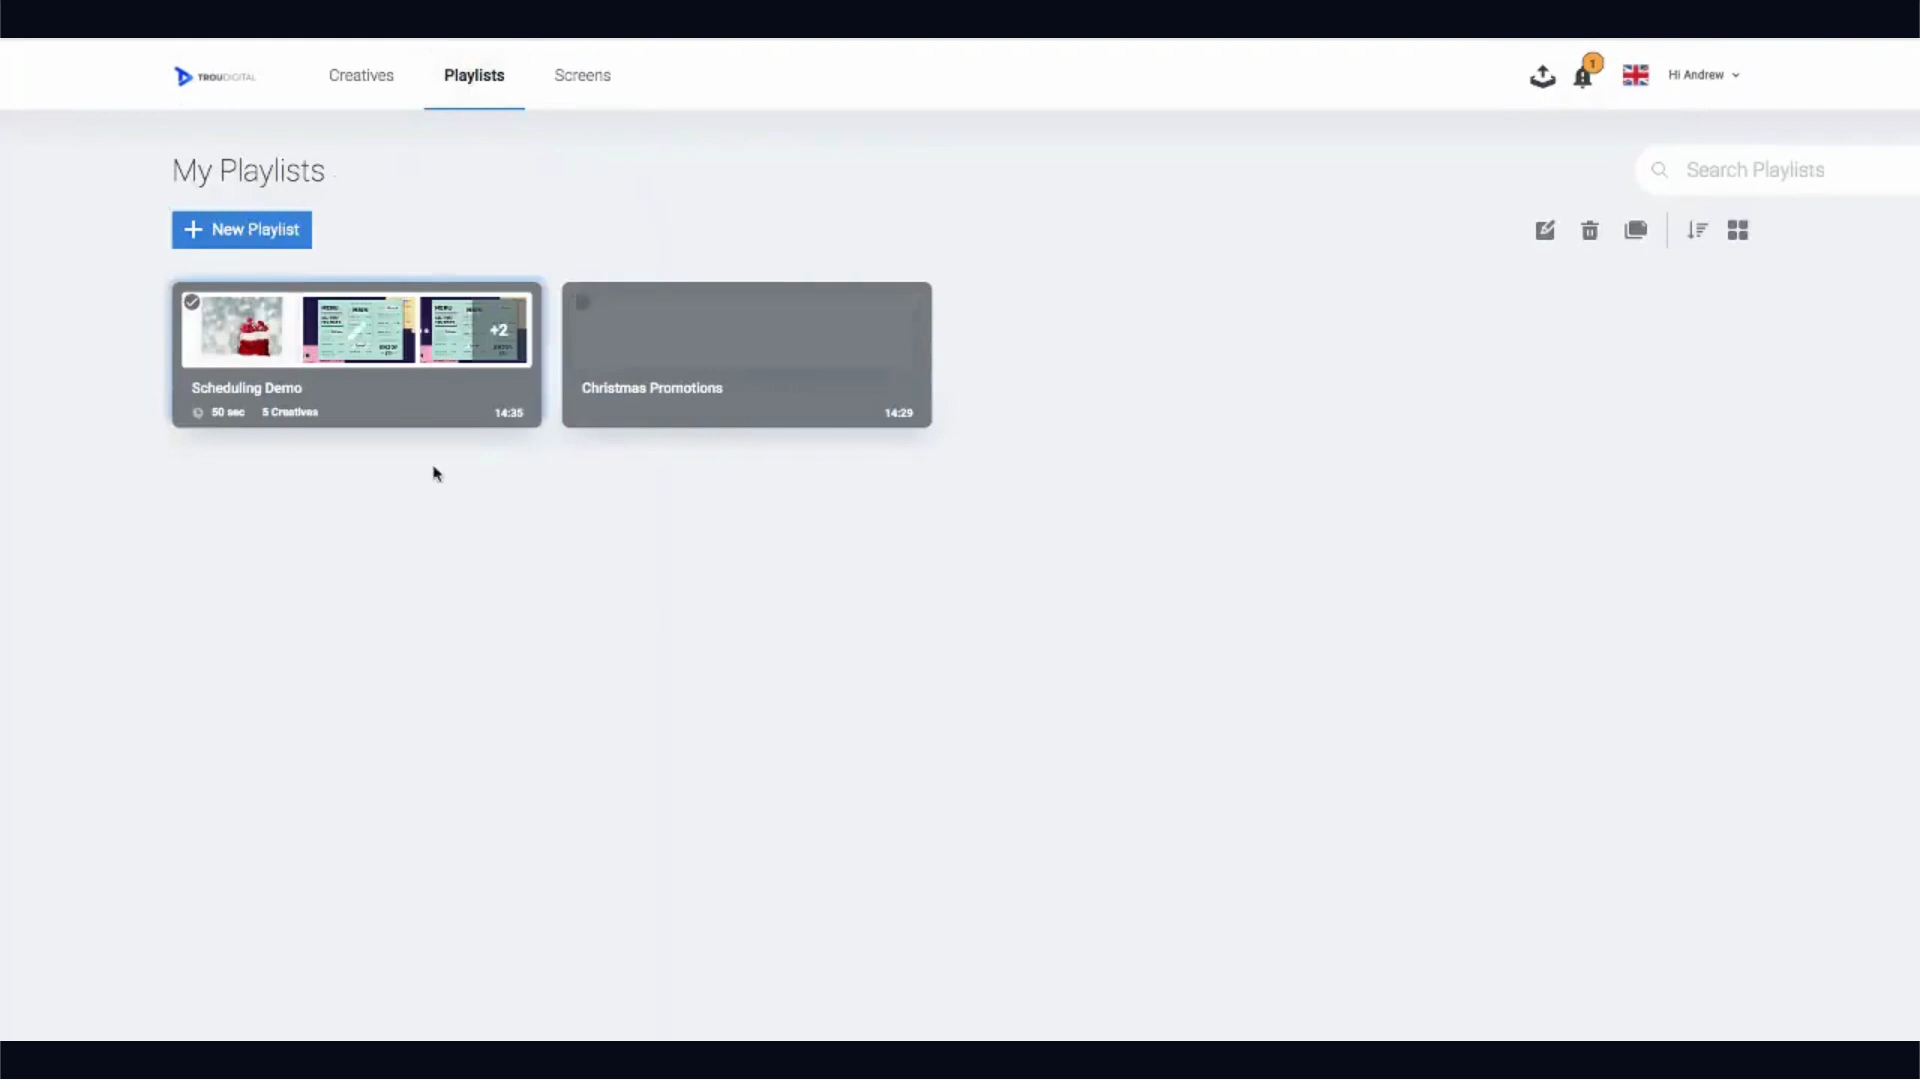 TROUDIGITAL
Creatives
Playlists
Screens
1
Hi Andrew
My Playlists
Search Playlists
New Playlist
+2
Scheduling Demo
50 sec 5 Creatives 14:35
Christmas Promotions
14:29